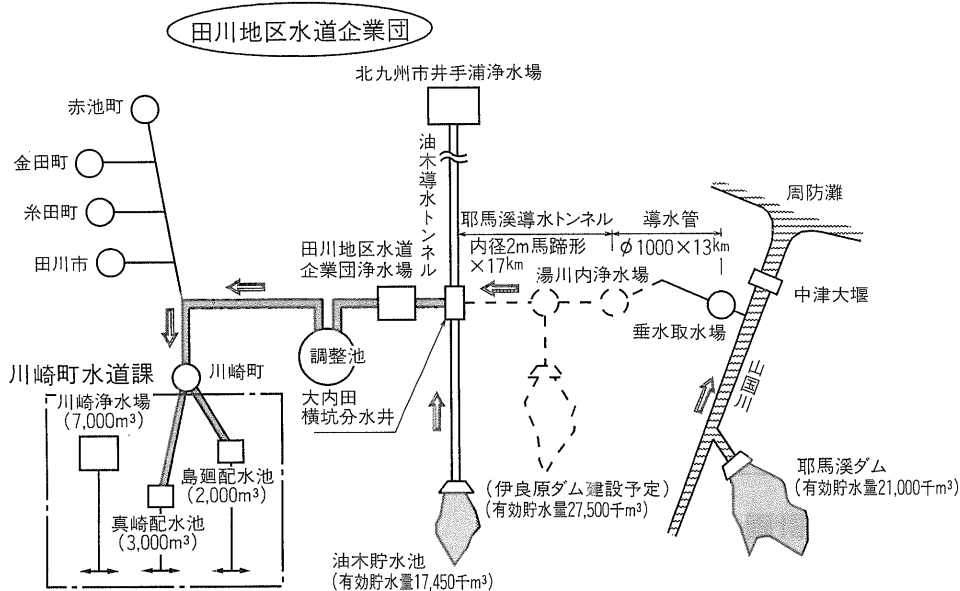 田川地区水道企業団
北九州市井手浦浄水場
赤池町
金田町
糸田町
田川市
油木導水トンネル
周防灘
耶馬溪導水トンネル
導水管
内径2m馬蹄形
×17km
φ1000×13km
田川地区水道
企業団浄水場
湯川内浄水場
中津大堰
垂水取水場
調整池
山国川
川崎町水道課
川崎町
大内田
横坑分水井
川崎浄水場
(7,000m³)
島廻配水池
(2,000m³)
真崎配水池
(3,000m³)
(伊良原ダム建設予定)
(有効貯水量27,500千m³)
耶馬溪ダム
(有効貯水量21,000千m³)
油木貯水池
(有効貯水量17,450千m³)